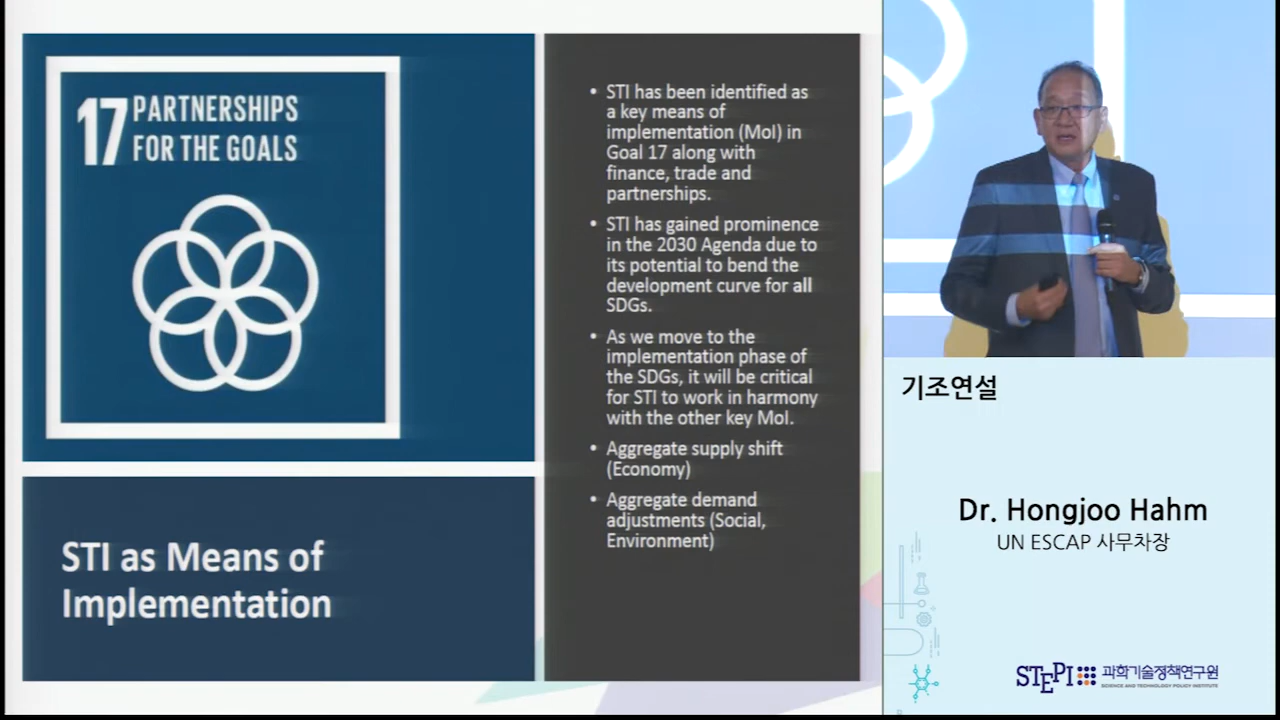 17 PARTNERSHIPS
FOR THE GOALS
STI as Means of
Implementation
• STI has been identified as
a key means of
implementation (MoI) in
Goal 17 along with
finance, trade and
partnerships.
• STI has gained prominence
in the 2030 Agenda due to
its potential to bend the
development curve for all
SDGs.
• As we move to the
implementation phase of
the SDGs, it will be critical
for STI to work in harmony
with the other key MoI.
• Aggregate supply shift
(Economy)
• Aggregate demand
adjustments (Social,
Environment)
기조연설
Dr. Hongjoo Hahm
UN ESCAP 사무차장
STEPI 과학기술정책연구원
SCIENCE AND TECHNOLOGY POLICY INSTITUTE